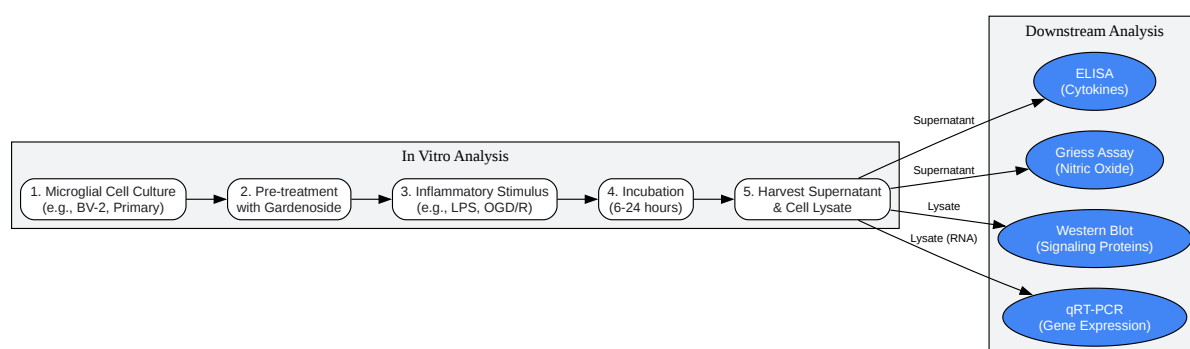 In Vitro Analysis
1. Microglial Cell Culture
(e.g., BV-2, Primary)
2. Pre-treatment
with Gardenoside
3. Inflammatory Stimulus
(e.g., LPS, OGD/R)
4. Incubation
(6-24 hours)
5. Harvest Supernatant
& Cell Lysate
Supernatant
Supernatant
Lysate
Lysate (RNA)
Downstream Analysis
ELISA
(Cytokines)
Griess Assay
(Nitric Oxide)
Western Blot
(Signaling Proteins)
qRT-PCR
(Gene Expression)